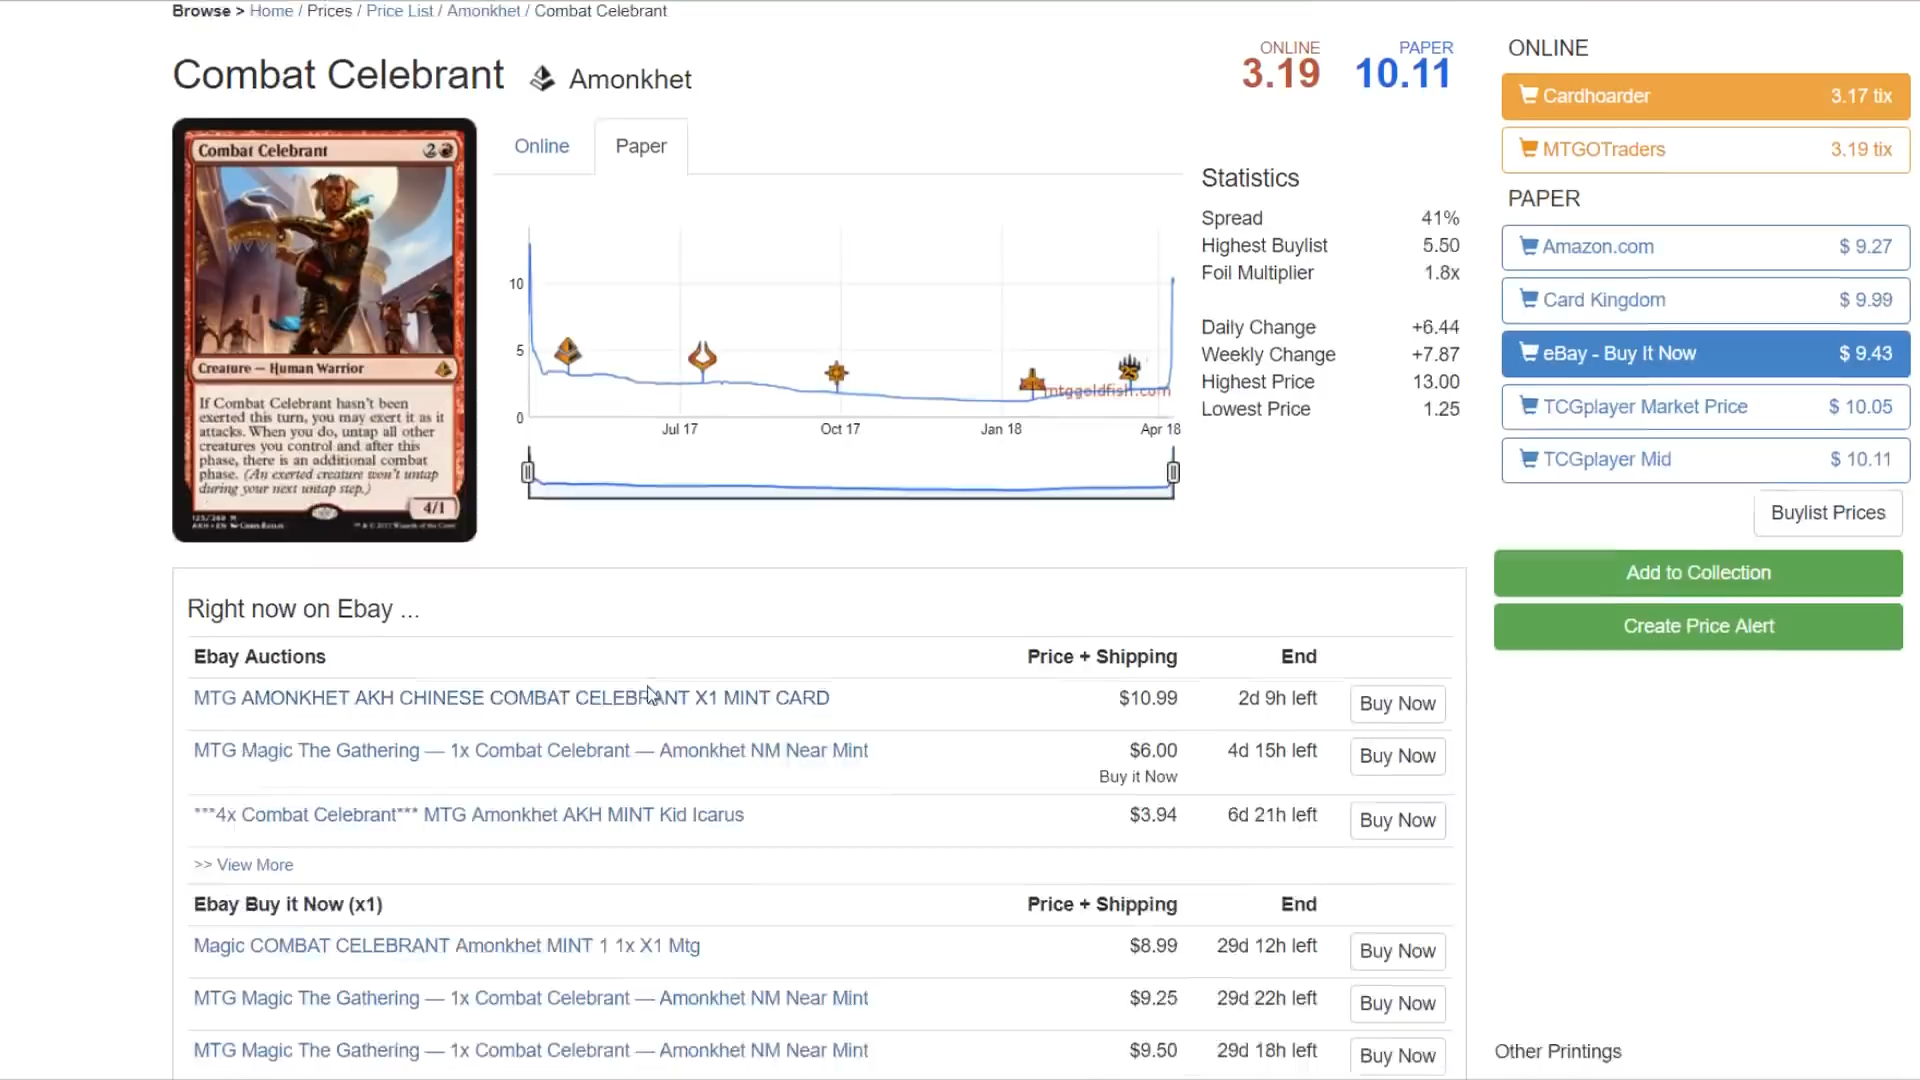 Browse > Home / Prices / Price List / Amonkhet / Combat Celebrant
Combat Celebrant Amonkhet
ONLINE
3.19
PAPER
10.11
Combat Celebrant 2
Creature — Human Warrior
If Combat Celebrant hasn't been
exerted this turn, you may exert it as it
attacks. When you do, untap all other
creatures you control and after this
phase, there is an additional combat
phase. (An exerted creature won't untap
during your next untap step.)
4/1
Online Paper
10
5
0
25
mtggoldfish.com
Jul 17 Oct 17 Jan 18 Apr 18
Statistics
Spread 41%
Highest Buylist 5.50
Foil Multiplier 1.8x
Daily Change +6.44
Weekly Change +7.87
Highest Price 13.00
Lowest Price 1.25
ONLINE
Cardhoarder 3.17 tix
MTGOTraders 3.19 tix
PAPER
Amazon.com $ 9.27
Card Kingdom $ 9.99
eBay - Buy It Now $ 9.43
TCGplayer Market Price $ 10.05
TCGplayer Mid $ 10.11
Buylist Prices
Add to Collection
Create Price Alert
Right now on Ebay ...
Ebay Auctions Price + Shipping End
MTG AMONKHET AKH CHINESE COMBAT CELEBRANT X1 MINT CARD $10.99 2d 9h left Buy Now
MTG Magic The Gathering — 1x Combat Celebrant — Amonkhet NM Near Mint $6.00 4d 15h left Buy Now
Buy it Now
***4x Combat Celebrant*** MTG Amonkhet AKH MINT Kid Icarus $3.94 6d 21h left Buy Now
>> View More
Ebay Buy it Now (x1) Price + Shipping End
Magic COMBAT CELEBRANT Amonkhet MINT 1 1x X1 Mtg $8.99 29d 12h left Buy Now
MTG Magic The Gathering — 1x Combat Celebrant — Amonkhet NM Near Mint $9.25 29d 22h left Buy Now
MTG Magic The Gathering — 1x Combat Celebrant — Amonkhet NM Near Mint $9.50 29d 18h left Buy Now
Other Printings